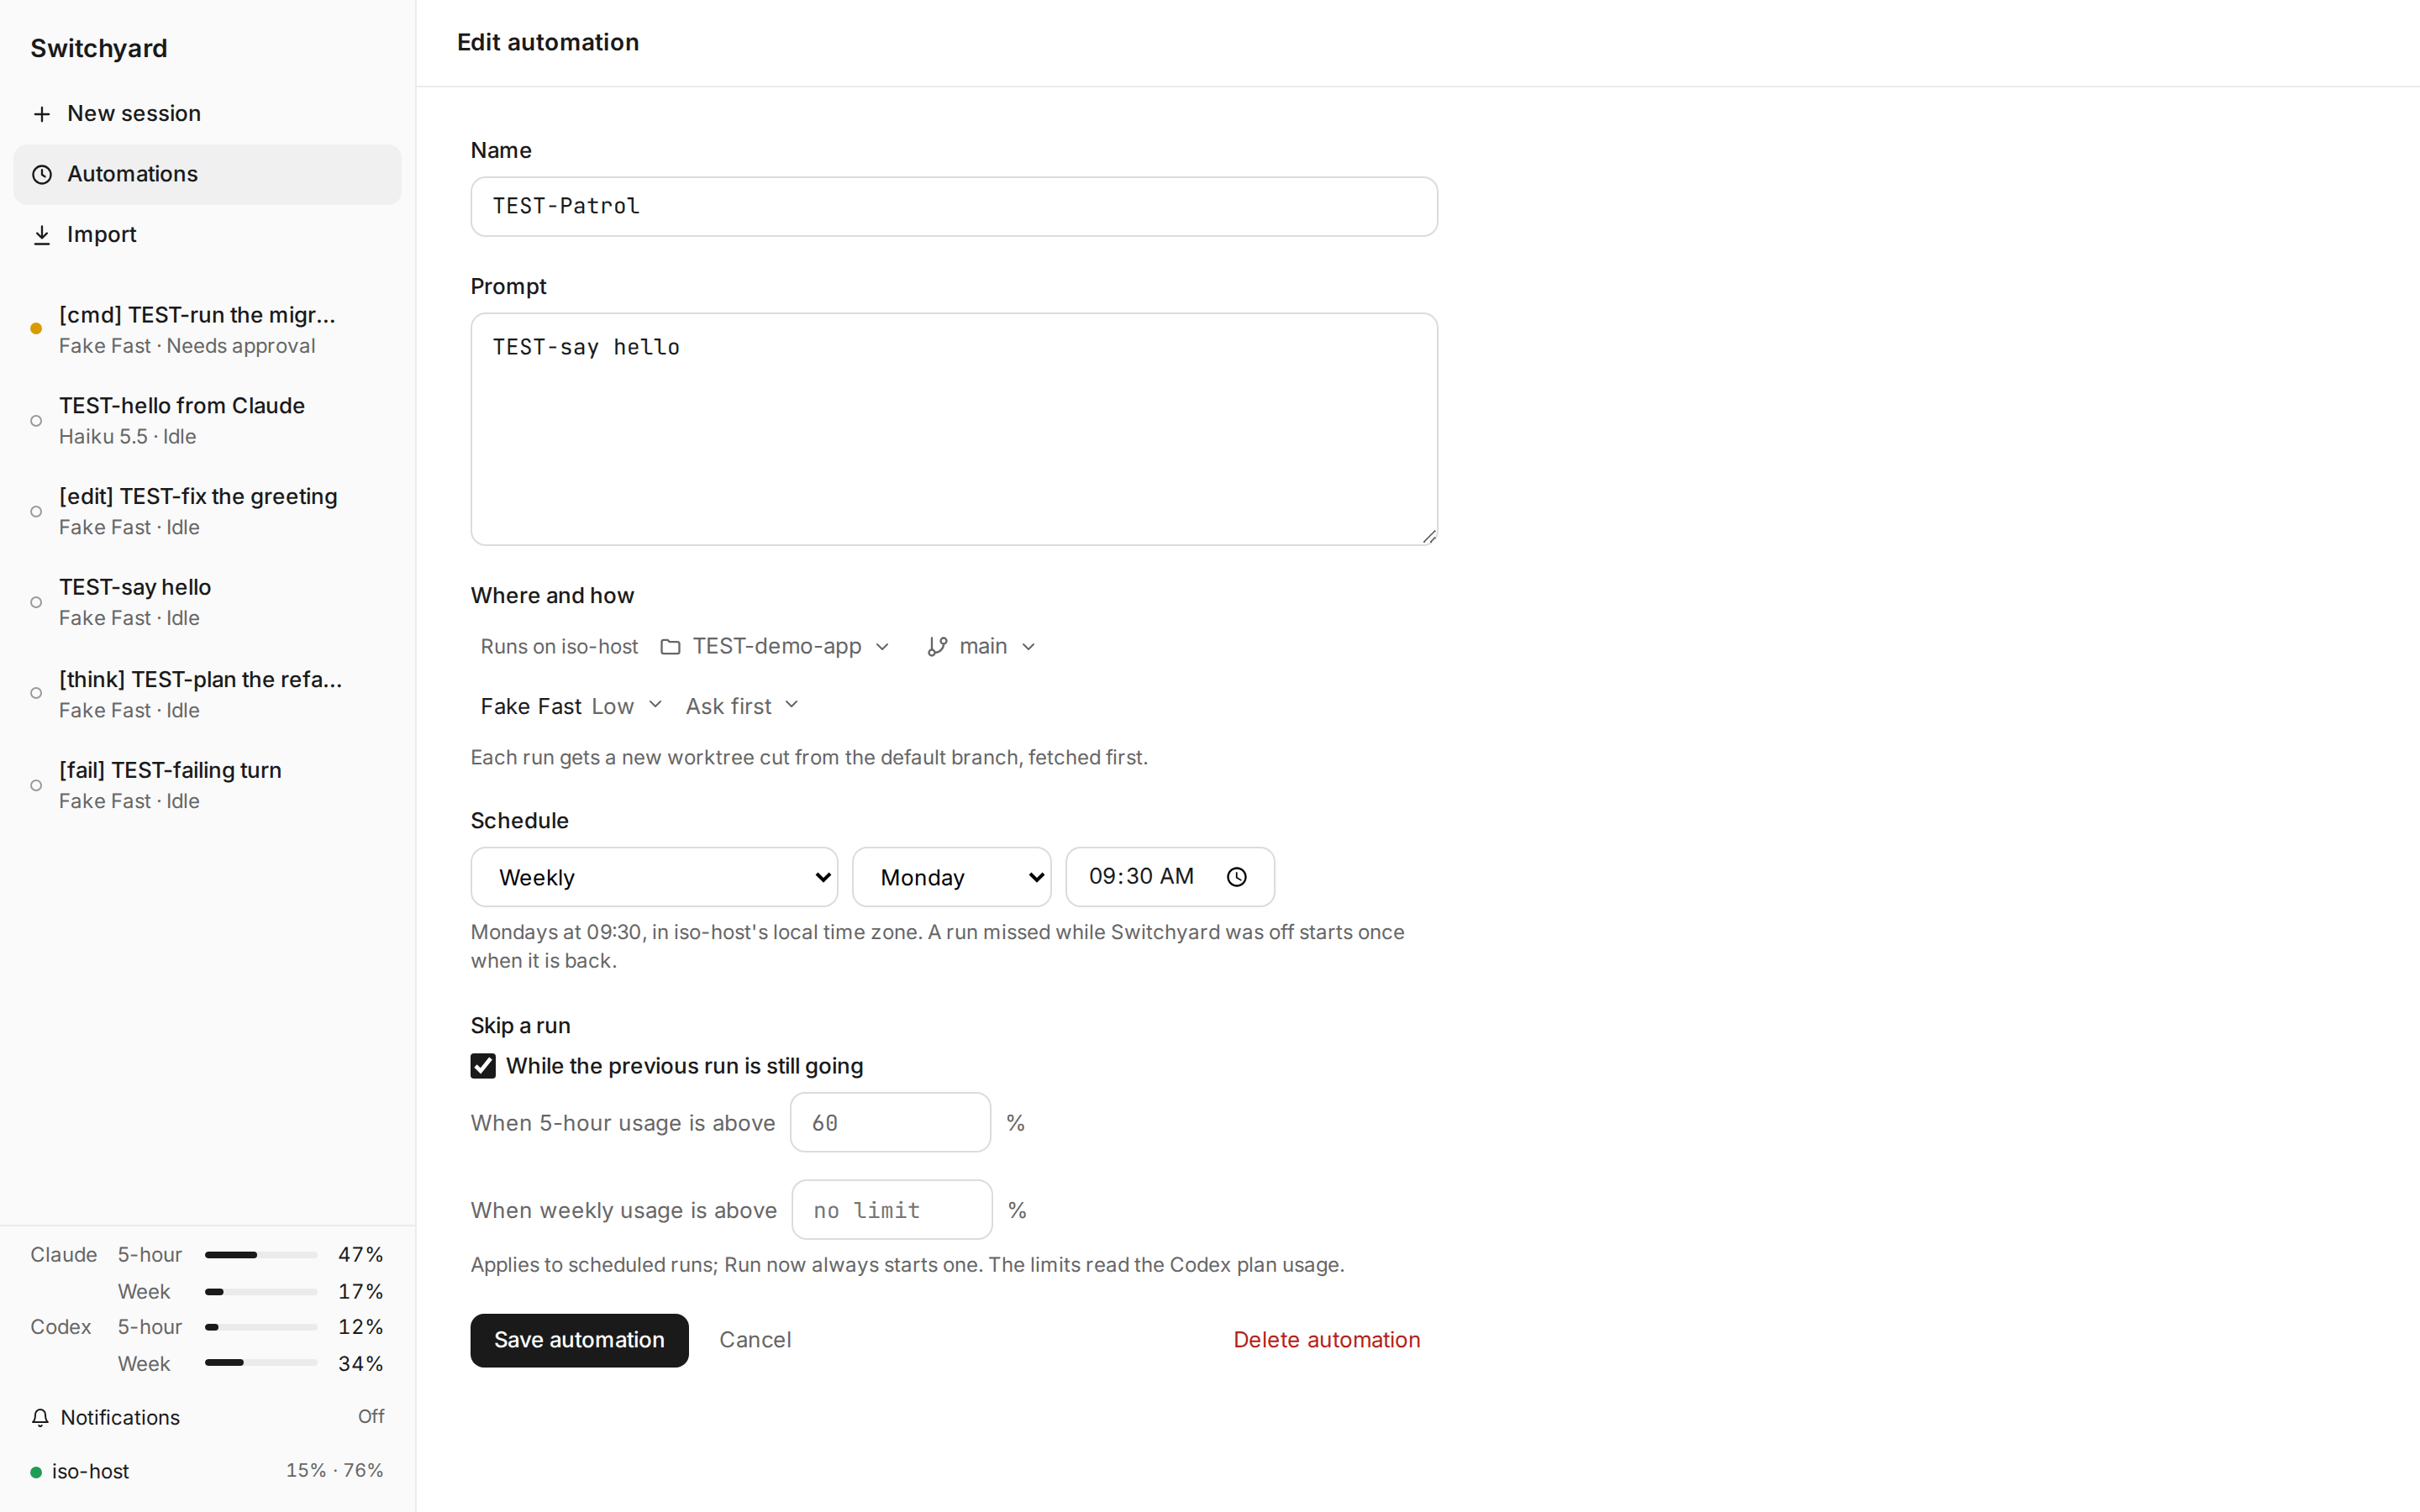 Switchyard
New session
Automations
Import
[cmd] TEST-run the migr...
Fake Fast · Needs approval
TEST-hello from Claude
Haiku 5.5 · Idle
[edit] TEST-fix the greeting
Fake Fast · Idle
TEST-say hello
Fake Fast · Idle
[think] TEST-plan the refa...
Fake Fast · Idle
[fail] TEST-failing turn
Fake Fast · Idle
Claude 5-hour 47%
Week 17%
Codex 5-hour 12%
Week 34%
Notifications Off
iso-host 15% · 76%
Edit automation
Name
TEST-Patrol
Prompt
TEST-say hello
Where and how
Runs on iso-host TEST-demo-app main
Fake Fast Low Ask first
Each run gets a new worktree cut from the default branch, fetched first.
Schedule
Weekly Monday 09:30 AM
Mondays at 09:30, in iso-host's local time zone. A run missed while Switchyard was off starts once
when it is back.
Skip a run
While the previous run is still going
When 5-hour usage is above 60 %
When weekly usage is above no limit %
Applies to scheduled runs; Run now always starts one. The limits read the Codex plan usage.
Save automation Cancel Delete automation